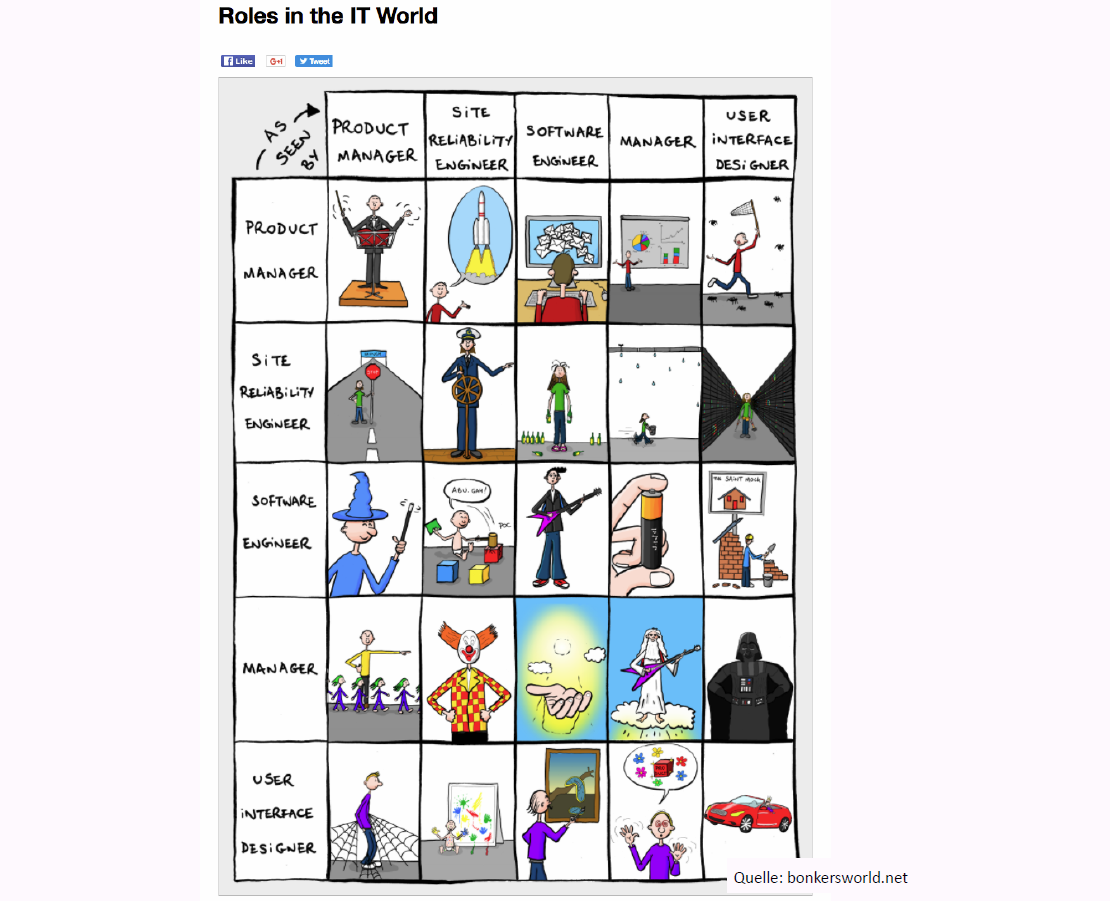 Roles in the IT World
Like
G+1
Tweet
AS
SEEN
BY
PRODUCT
MANAGER
SiTE
RELiABiLiTY
ENGiNEER
SOFTWARE
ENGiNEER
MANAGER
USER
iNTERFACE
DESiGNER
PRODUCT
MANAGER
SiTE
RELiABiLiTY
ENGiNEER
STOP
SOFTWARE
ENGiNEER
ABU.GAH!
POC
MANAGER
USER
iNTERFACE
DESiGNER
Quelle: bonkersworld.net